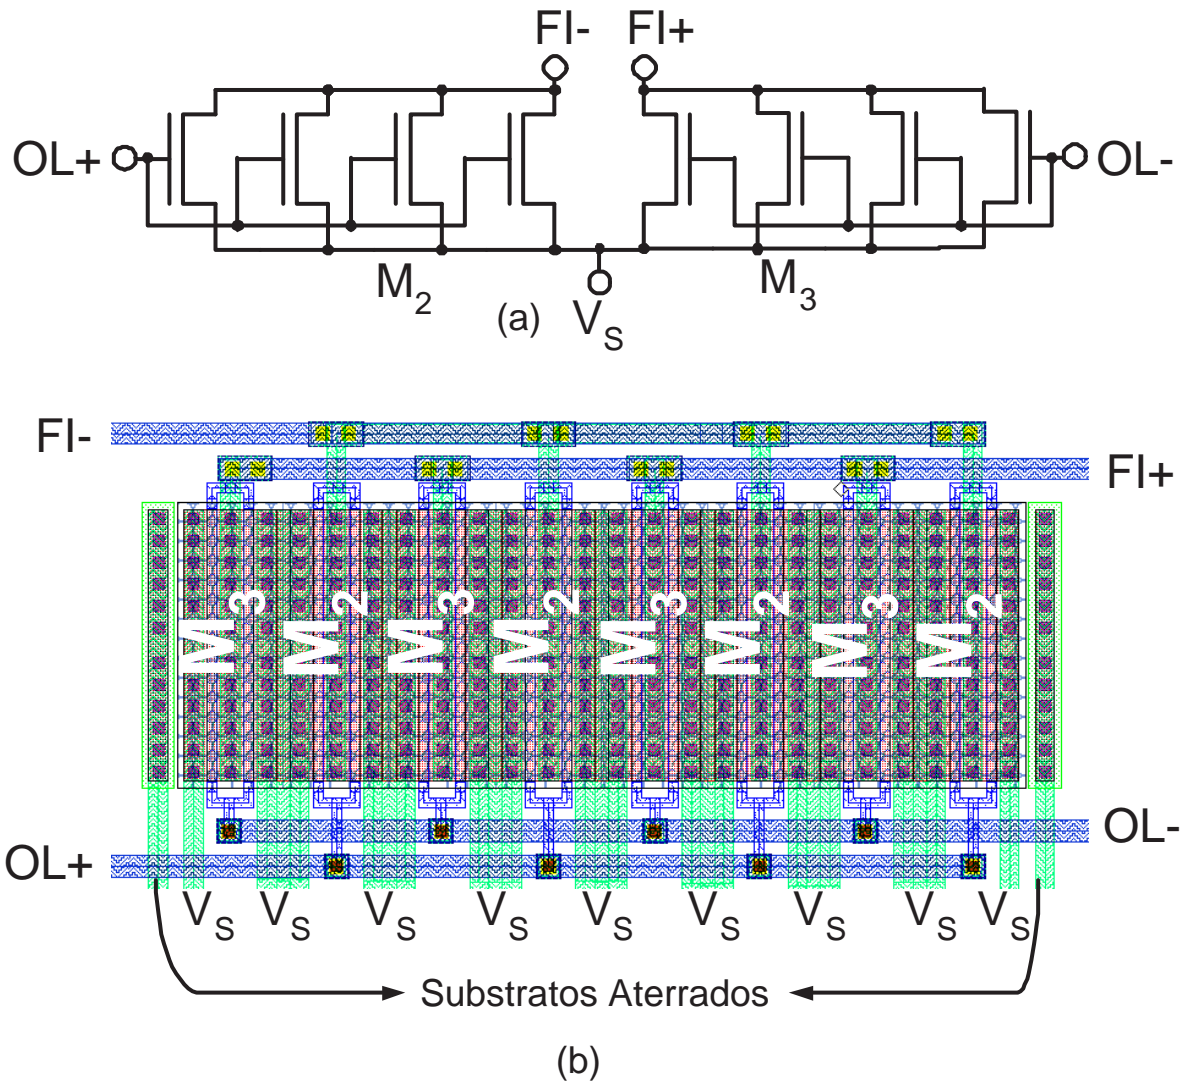 FI- FI+
OL+ OL-
M2 M3
(a) VS
FI-
FI+
M3 M2 M3 M2 M3 M2 M3 M2
OL-
OL+
VS VS VS VS VS VS VS VS VS
Substratos Aterrados
(b)